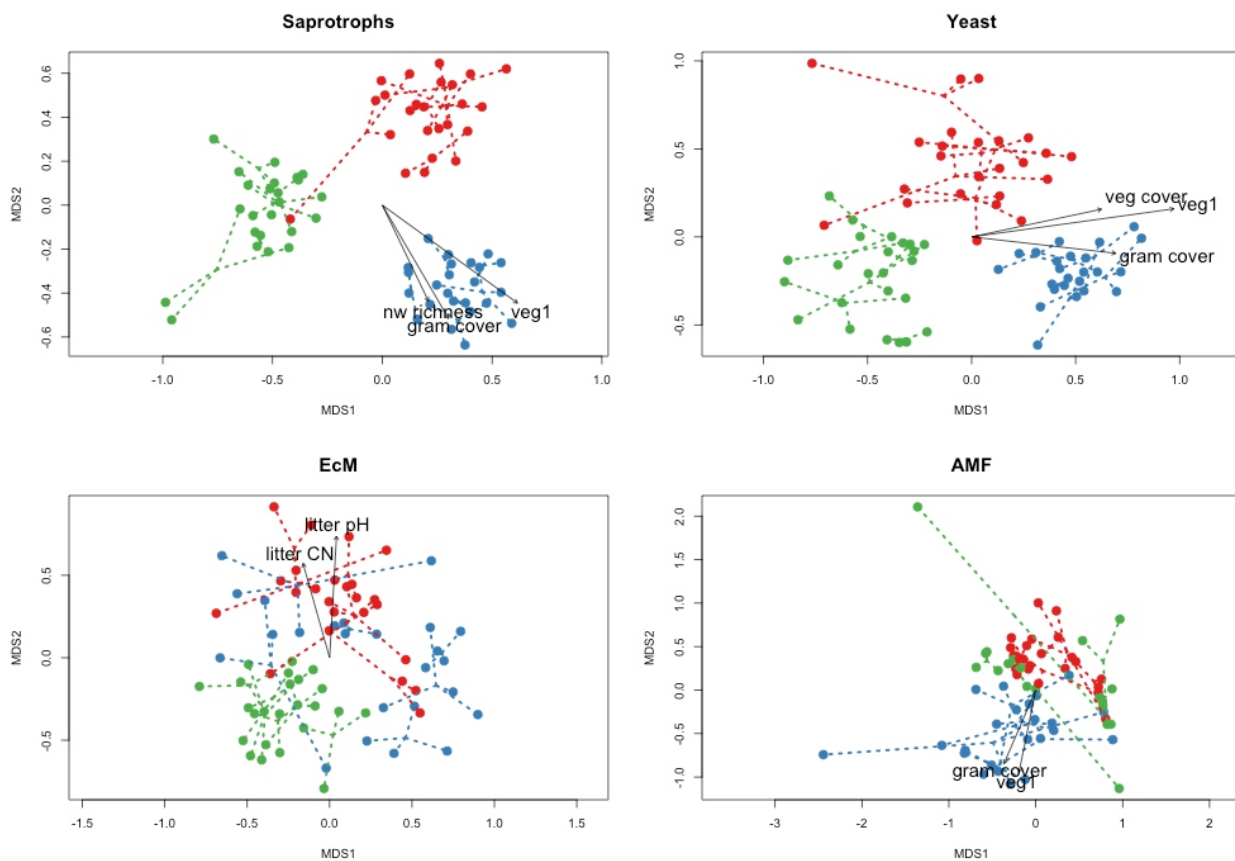 Saprotrophs
MDS2
0.6
0.4
0.2
0.0
-0.2
-0.4
-0.6
nw richness
gram cover
veg1
-1.0
-0.5
0.0
0.5
1.0
MDS1
Yeast
MDS2
1.0
0.5
0.0
-0.5
veg cover
veg1
gram cover
-1.0
-0.5
0.0
0.5
1.0
MDS1
EcM
MDS2
0.5
0.0
-0.5
litter pH
litter CN
-1.5
-1.0
-0.5
0.0
0.5
1.0
1.5
MDS1
AMF
MDS2
2.0
1.5
1.0
0.5
0.0
-0.5
-1.0
gram cover
veg1
-3
-2
-1
0
1
2
MDS1